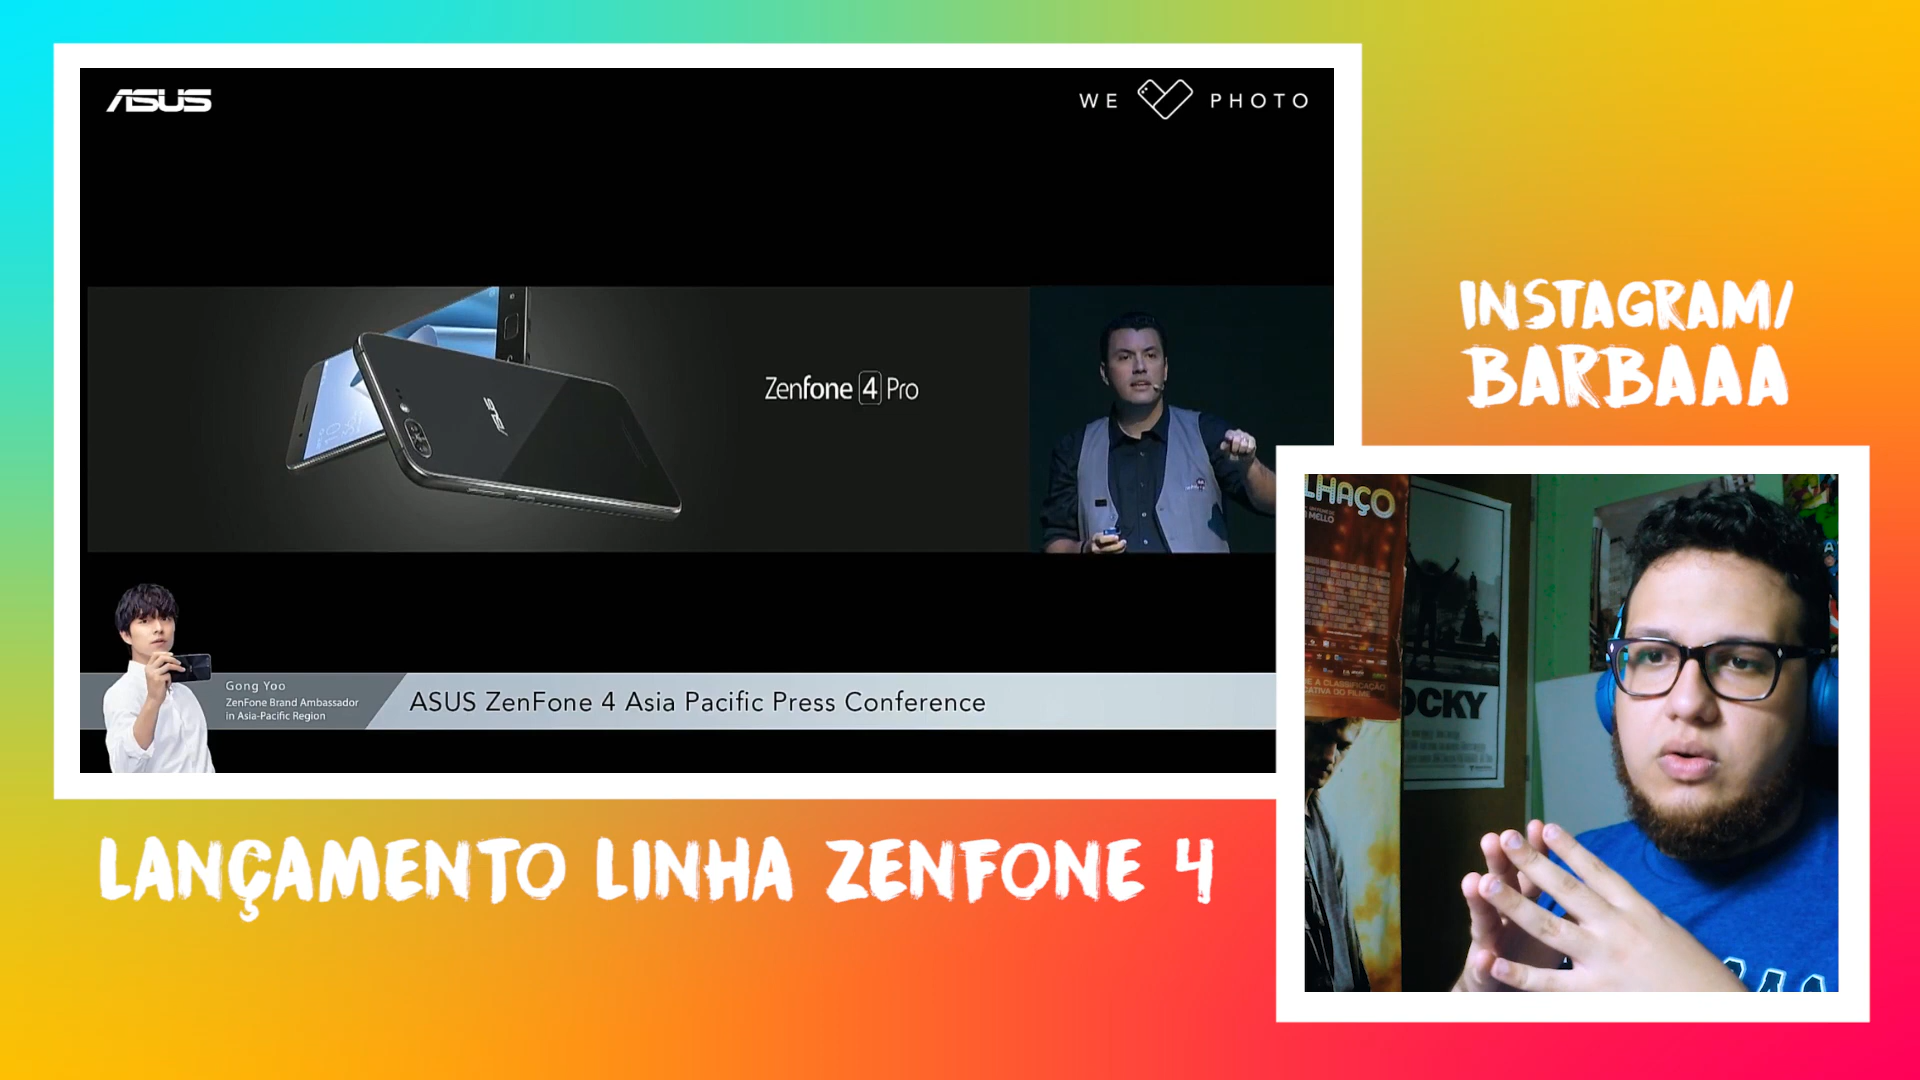 ASUS
WE PHOTO
Zenfone 4 Pro
Gong Yoo
ZenFone Brand Ambassador
in Asia-Pacific Region
ASUS ZenFone 4 Asia Pacific Press Conference
INSTAGRAM/
BARBAAA
LHAÇO
MELLO
OCKY
LANÇAMENTO LINHA ZENFONE 4